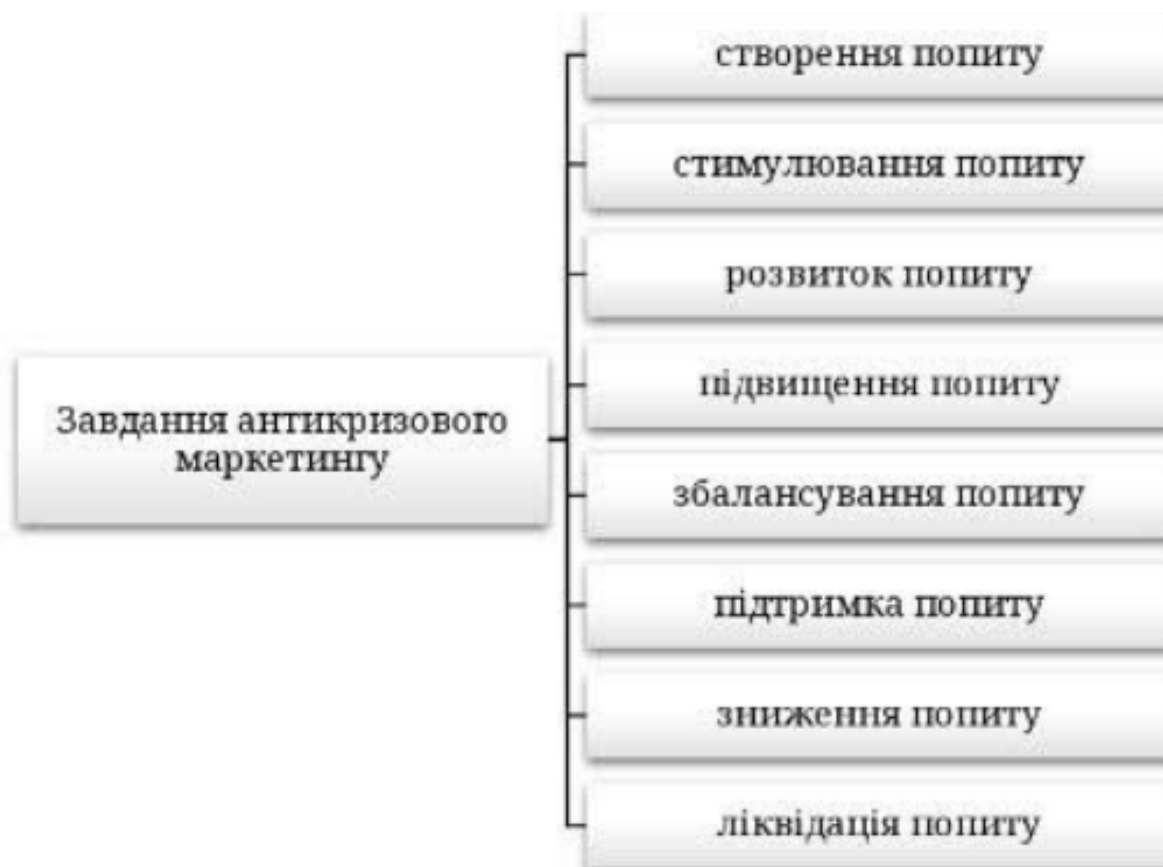 створення попиту
стимулювання попиту
розвиток попиту
підвищення попиту
Завдання антикризового
маркетингу
збалансування попиту
підтримка попиту
зниження попиту
ліквідація попиту